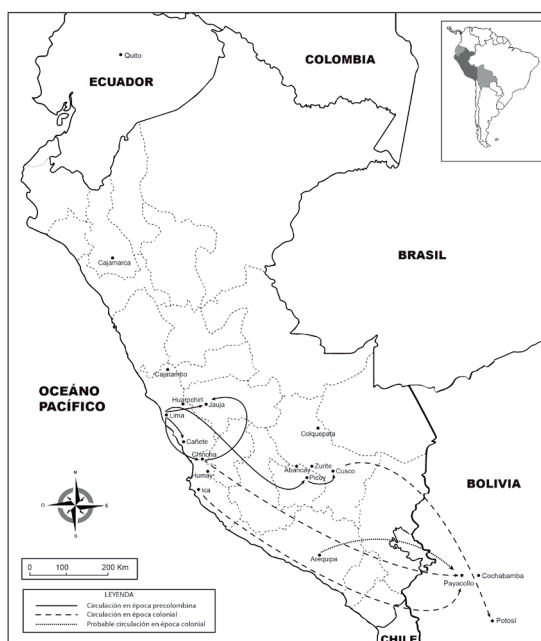 Quito
ECUADOR
COLOMBIA
BRASIL
Cajamarca
Cajatambo
OCEÁNO
PACÍFICO
Huarochirí
Jauja
Lima
Cañete
Chincha
Humay
Ica
Colquepata
Abancay
Zurite
Picoy
Cusco
BOLIVIA
N
O
E
S
Arequipa
Payacollo
Cochabamba
Potosí
CHILE
0
100
200 Km
LEYENDA
Circulación en época precolombina
Circulación en época colonial
Probable circulación en época colonial